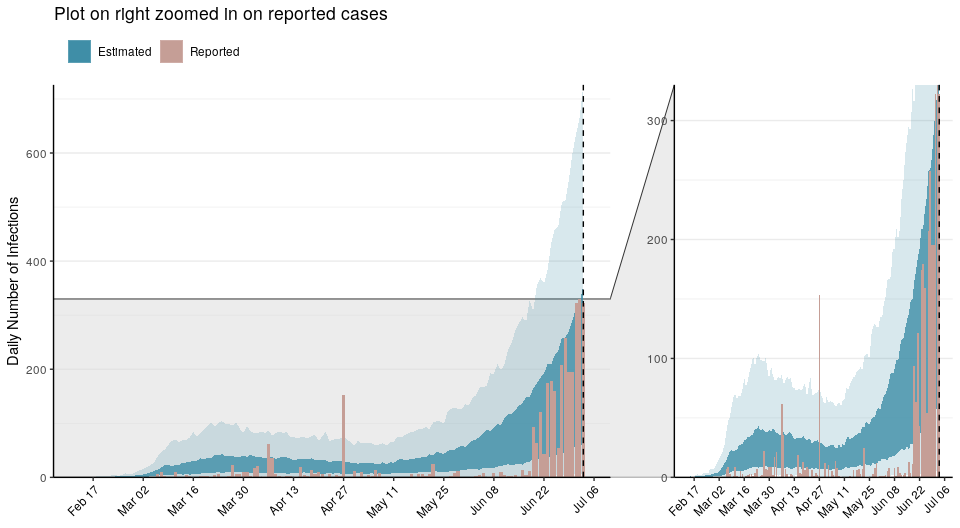 Plot on right zoomed in on reported cases
Estimated Reported
Daily Number of Infections
600
400
200
0
Feb 17 Mar 02 Mar 16 Mar 30 Apr 13 Apr 27 May 11 May 25 Jun 08 Jun 22 Jul 06
300
200
100
0
Feb 17 Mar 02 Mar 16 Mar 30 Apr 13 Apr 27 May 11 May 25 Jun 08 Jun 22 Jul 06